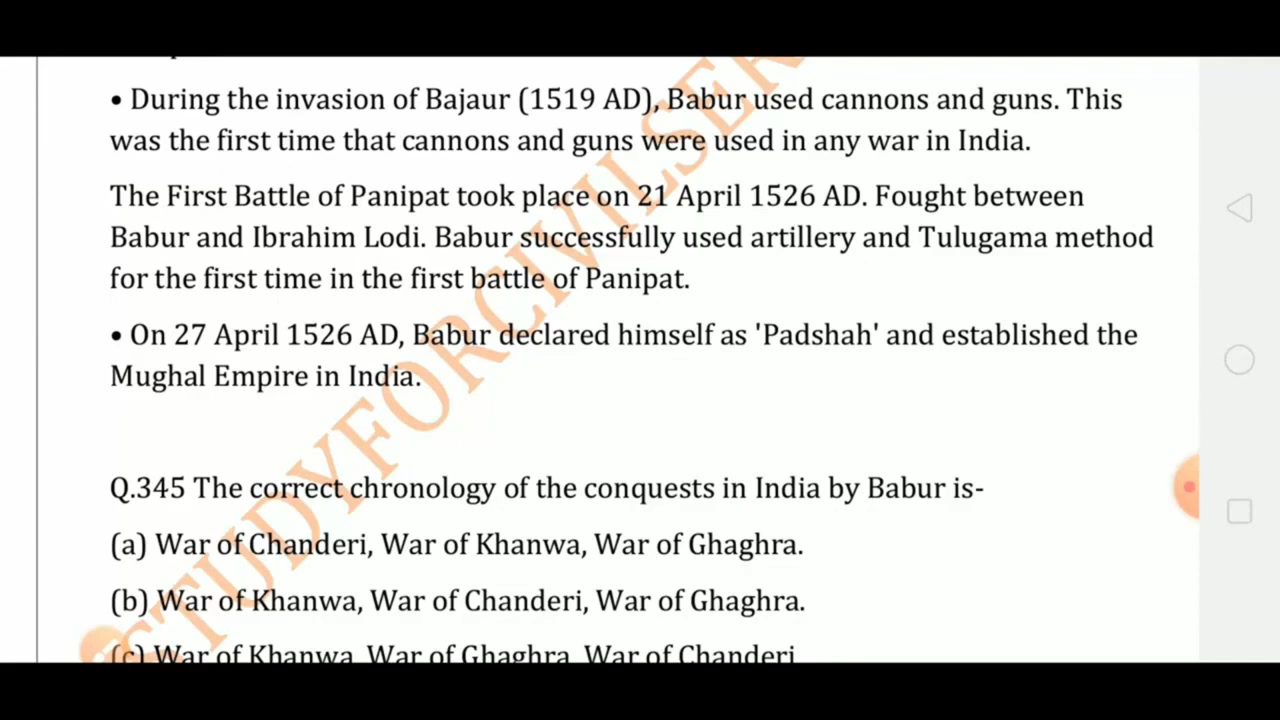 • During the invasion of Bajaur (1519 AD), Babur used cannons and guns. This
was the first time that cannons and guns were used in any war in India.
The First Battle of Panipat took place on 21 April 1526 AD. Fought between
Babur and Ibrahim Lodi. Babur successfully used artillery and Tulugama method
for the first time in the first battle of Panipat.
• On 27 April 1526 AD, Babur declared himself as 'Padshah' and established the
Mughal Empire in India.
Q.345 The correct chronology of the conquests in India by Babur is-
(a) War of Chanderi, War of Khanwa, War of Ghaghra.
(b) War of Khanwa, War of Chanderi, War of Ghaghra.
(c) War of Khanwa, War of Ghaghra, War of Chanderi
STUDYFORCIVILSER